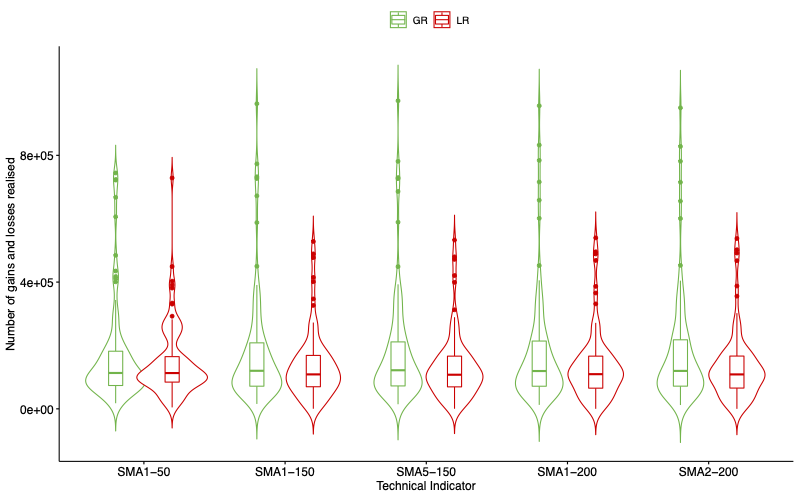 GR LR
Number of gains and losses realised
8e+05
4e+05
0e+00
SMA1−50 SMA1−150 SMA5−150 SMA1−200 SMA2−200
Technical Indicator